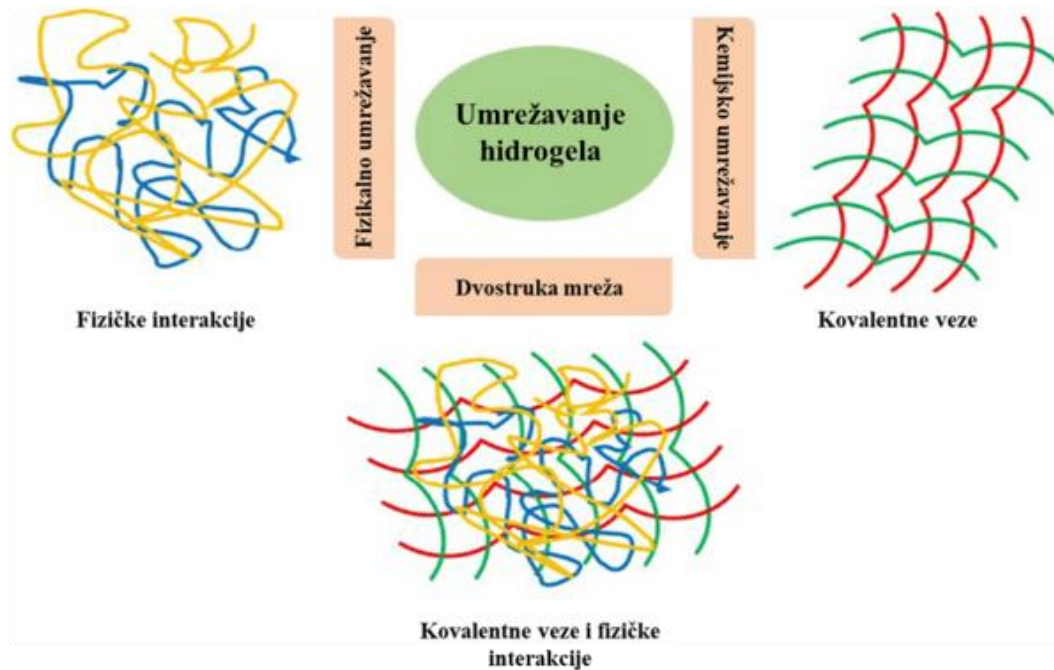 Fizikalno umrežavanje
Umrežavanje
hidrogela
Kemijsko umrežavanje
Dvostruka mreža
Fizičke interakcije
Kovalentne veze
Kovalentne veze i fizičke
interakcije